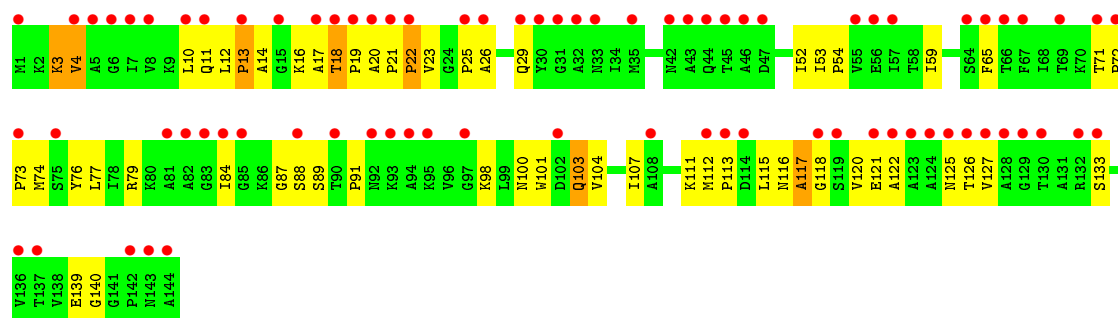 M1 K2 K3 V4 A5 G6 I7 V8 K9 L10 Q11 L12 P13 A14 G15 K16 A17 T18 P19 A20 P21 P22 V23 G24 P25 A26 Q29 Y30 G31 A32 N33 I34 M35 N42 A43 Q44 T45 A46 D47 I52 I53 P54 V55 E56 I57 T58 I59 S64 F65 T66 F67 I68 T69 K70 T71 P72
P73 M74 S75 Y76 L77 I78 R79 K80 A81 A82 G83 I84 G85 K86 G87 S88 S89 T90 P91 N92 K93 A94 K95 V96 G97 K98 L99 N100 W101 D102 Q103 V104 I107 A108 K111 M112 P113 D114 L115 N116 A117 G118 S119 V120 E121 A122 A123 A124 N125 T126 V127 A128 G129 T130 A131 R132 S133
V136 T137 V138 E139 G140 G141 P142 N143 A144